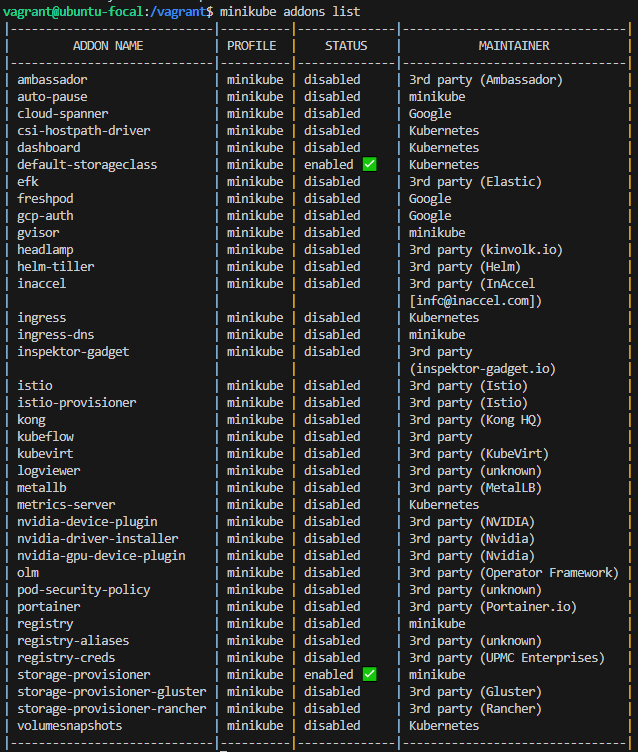 vagrant@ubuntu-focal:/vagrant$ minikube addons list
|-----------------------------|----------|--------------|--------------------------------|
|         ADDON NAME          | PROFILE  |    STATUS    |           MAINTAINER           |
|-----------------------------|----------|--------------|--------------------------------|
| ambassador                  | minikube | disabled     | 3rd party (Ambassador)         |
| auto-pause                  | minikube | disabled     | minikube                       |
| cloud-spanner               | minikube | disabled     | Google                         |
| csi-hostpath-driver         | minikube | disabled     | Kubernetes                     |
| dashboard                   | minikube | disabled     | Kubernetes                     |
| default-storageclass        | minikube | enabled ✅   | Kubernetes                     |
| efk                         | minikube | disabled     | 3rd party (Elastic)            |
| freshpod                    | minikube | disabled     | Google                         |
| gcp-auth                    | minikube | disabled     | Google                         |
| gvisor                      | minikube | disabled     | minikube                       |
| headlamp                    | minikube | disabled     | 3rd party (kinvolk.io)         |
| helm-tiller                 | minikube | disabled     | 3rd party (Helm)               |
| inaccel                     | minikube | disabled     | 3rd party (InAccel             |
|                             |          |              | [info@inaccel.com])            |
| ingress                     | minikube | disabled     | Kubernetes                     |
| ingress-dns                 | minikube | disabled     | minikube                       |
| inspektor-gadget            | minikube | disabled     | 3rd party                      |
|                             |          |              | (inspektor-gadget.io)          |
| istio                       | minikube | disabled     | 3rd party (Istio)              |
| istio-provisioner           | minikube | disabled     | 3rd party (Istio)              |
| kong                        | minikube | disabled     | 3rd party (Kong HQ)            |
| kubeflow                    | minikube | disabled     | 3rd party                      |
| kubevirt                    | minikube | disabled     | 3rd party (KubeVirt)           |
| logviewer                   | minikube | disabled     | 3rd party (unknown)            |
| metallb                     | minikube | disabled     | 3rd party (MetalLB)            |
| metrics-server              | minikube | disabled     | Kubernetes                     |
| nvidia-device-plugin        | minikube | disabled     | 3rd party (NVIDIA)             |
| nvidia-driver-installer     | minikube | disabled     | 3rd party (Nvidia)             |
| nvidia-gpu-device-plugin    | minikube | disabled     | 3rd party (Nvidia)             |
| olm                         | minikube | disabled     | 3rd party (Operator Framework) |
| pod-security-policy         | minikube | disabled     | 3rd party (unknown)            |
| portainer                   | minikube | disabled     | 3rd party (Portainer.io)       |
| registry                    | minikube | disabled     | minikube                       |
| registry-aliases            | minikube | disabled     | 3rd party (unknown)            |
| registry-creds              | minikube | disabled     | 3rd party (UPMC Enterprises)   |
| storage-provisioner         | minikube | enabled ✅   | minikube                       |
| storage-provisioner-gluster | minikube | disabled     | 3rd party (Gluster)            |
| storage-provisioner-rancher | minikube | disabled     | 3rd party (Rancher)            |
| volumesnapshots             | minikube | disabled     | Kubernetes                     |
|-----------------------------|----------|--------------|--------------------------------|